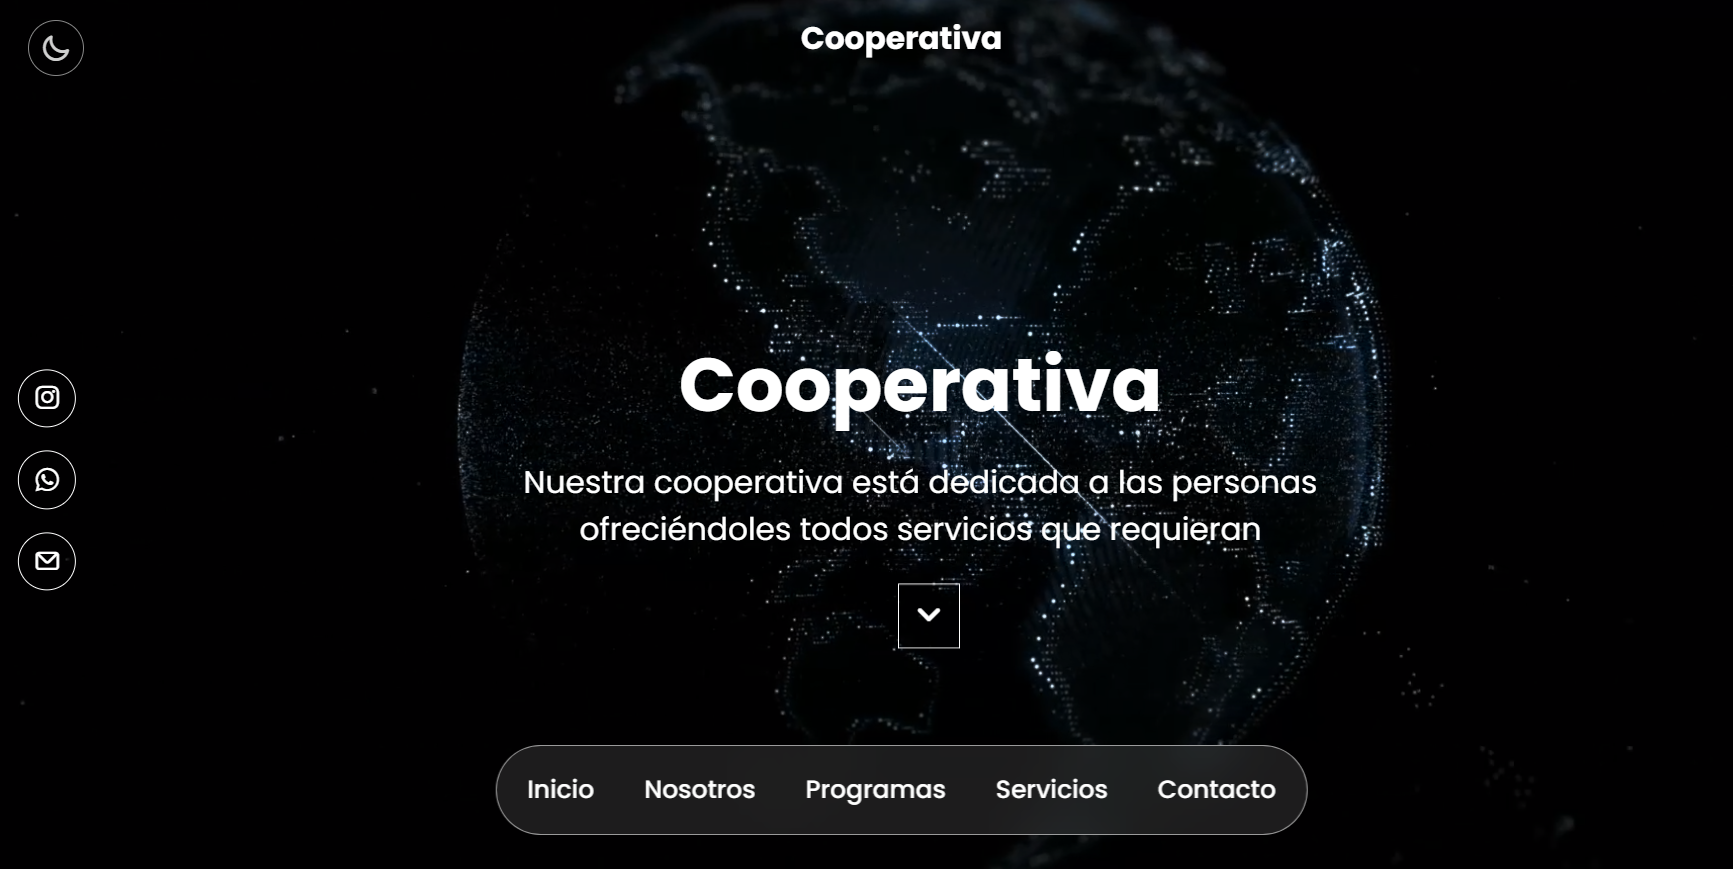 Cooperativa
Cooperativa
Nuestra cooperativa está dedicada a las personas
ofreciéndoles todos servicios que requieran
Inicio Nosotros Programas Servicios Contacto